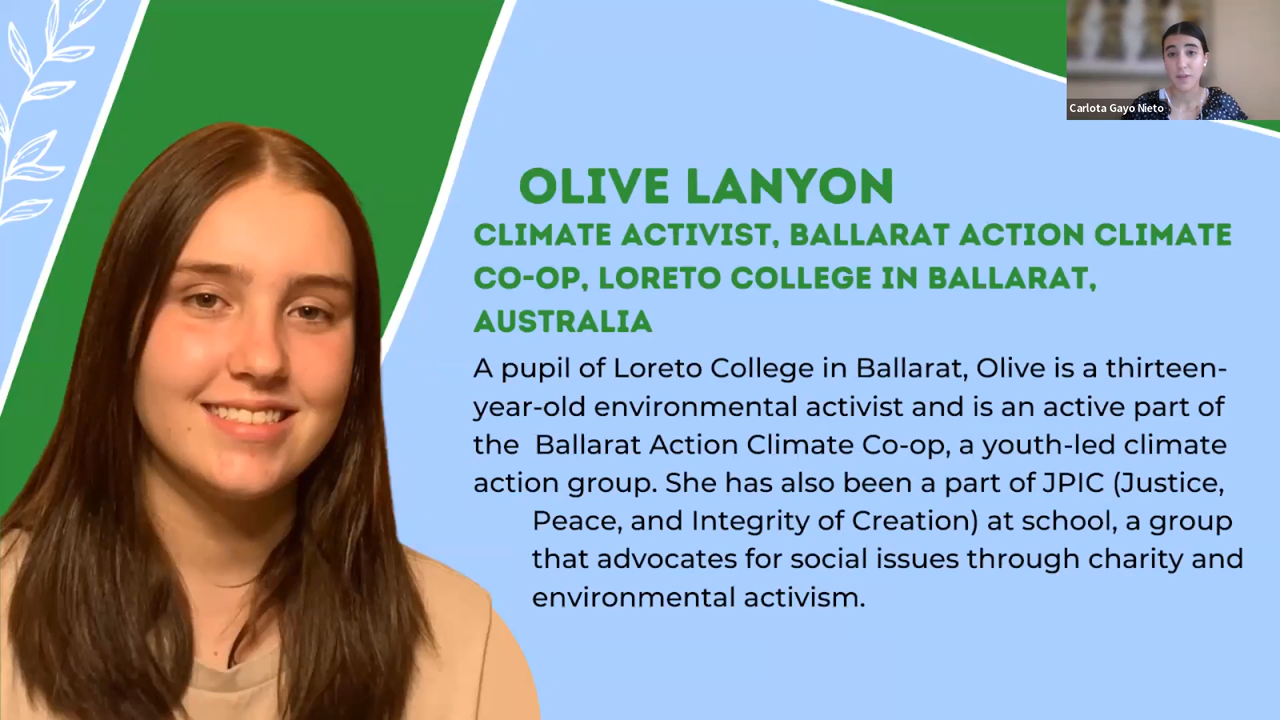 Carlota Gayo Nieto
OLIVE LANYON
CLIMATE ACTIVIST, BALLARAT ACTION CLIMATE
CO-OP, LORETO COLLEGE IN BALLARAT,
AUSTRALIA
A pupil of Loreto College in Ballarat, Olive is a thirteen-
year-old environmental activist and is an active part of
the Ballarat Action Climate Co-op, a youth-led climate
action group. She has also been a part of JPIC (Justice,
Peace, and Integrity of Creation) at school, a group
that advocates for social issues through charity and
environmental activism.